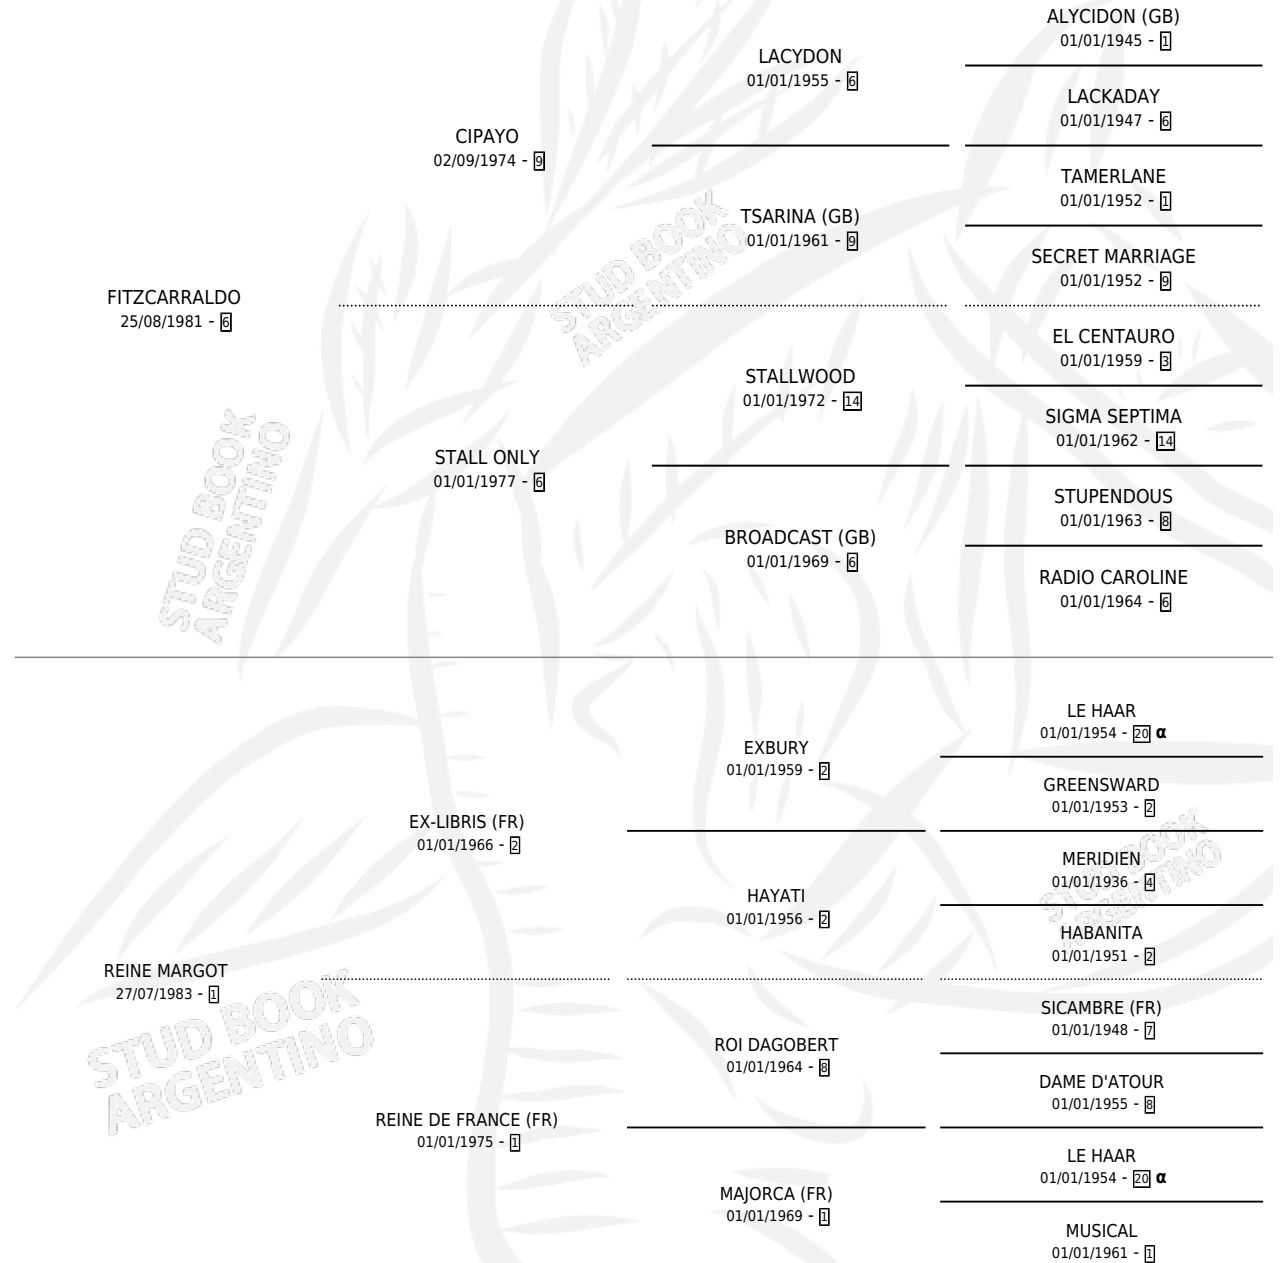 ALYCIDON (GB)
01/01/1945 - 1
LACYDON
01/01/1955 - 6
LACKADAY
01/01/1947 - 6
CIPAYO
02/09/1974 - 9
TAMERLANE
01/01/1952 - 1
TSARINA (GB)
01/01/1961 - 9
SECRET MARRIAGE
01/01/1952 - 9
FITZCARRALDO
25/08/1981 - 6
EL CENTAURO
01/01/1959 - 3
STALLWOOD
01/01/1972 - 14
SIGMA SEPTIMA
01/01/1962 - 14
STALL ONLY
01/01/1977 - 6
STUPENDOUS
01/01/1963 - 8
BROADCAST (GB)
01/01/1969 - 6
RADIO CAROLINE
01/01/1964 - 6
LE HAAR
01/01/1954 - 20 α
EXBURY
01/01/1959 - 2
GREENSWARD
01/01/1953 - 2
EX-LIBRIS (FR)
01/01/1966 - 2
MERIDIEN
01/01/1936 - 4
HAYATI
01/01/1956 - 2
HABANITA
01/01/1951 - 2
REINE MARGOT
27/07/1983 - 1
SICAMBRE (FR)
01/01/1948 - 7
ROI DAGOBERT
01/01/1964 - 8
DAME D'ATOUR
01/01/1955 - 8
REINE DE FRANCE (FR)
01/01/1975 - 1
LE HAAR
01/01/1954 - 20 α
MAJORCA (FR)
01/01/1969 - 1
MUSICAL
01/01/1961 - 1
STUD BOOK
ARGENTINO
STUD BOOK
ARGENTINO
STUD BOOK
ARGENTINO
STUD BOOK
ARGENTINO